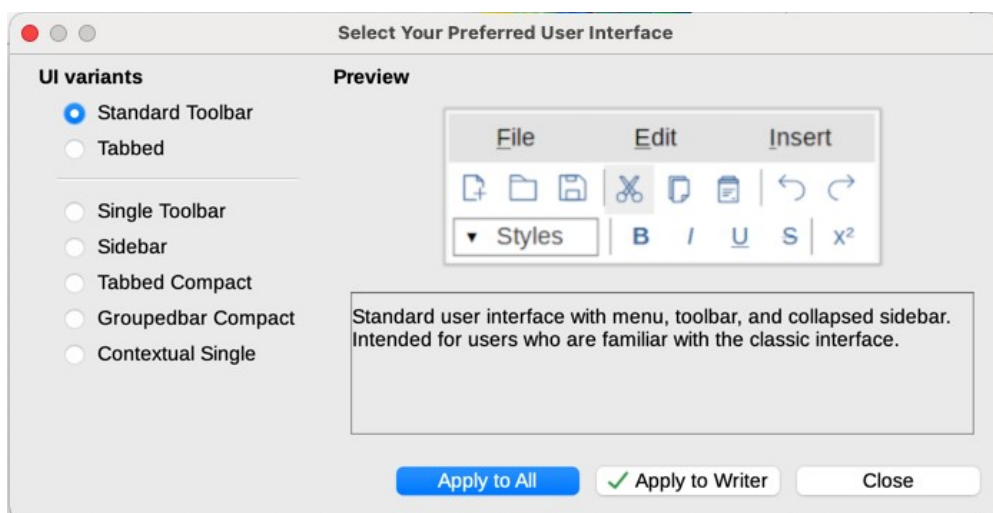 Select Your Preferred User Interface
UI variants
Standard Toolbar
Tabbed
Single Toolbar
Sidebar
Tabbed Compact
Groupedbar Compact
Contextual Single
Preview
File Edit Insert
Styles B I U S x²
Standard user interface with menu, toolbar, and collapsed sidebar.
Intended for users who are familiar with the classic interface.
Apply to All Apply to Writer Close